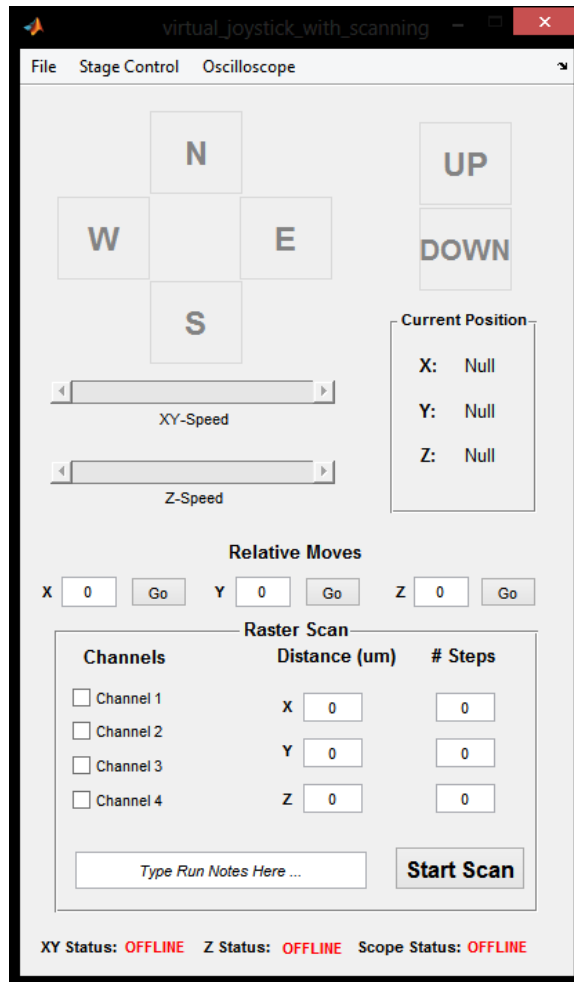 virtual_joystick_with_scanning
File Stage Control Oscilloscope
N
UP
W E
DOWN
S
Current Position
X: Null
XY-Speed
Y: Null
Z: Null
Z-Speed
Relative Moves
X 0 Go Y 0 Go Z 0 Go
Raster Scan
Channels Distance (um) # Steps
Channel 1
X 0 0
Channel 2
Y 0 0
Channel 3
Z 0 0
Channel 4
Type Run Notes Here ... Start Scan
XY Status: OFFLINE Z Status: OFFLINE Scope Status: OFFLINE